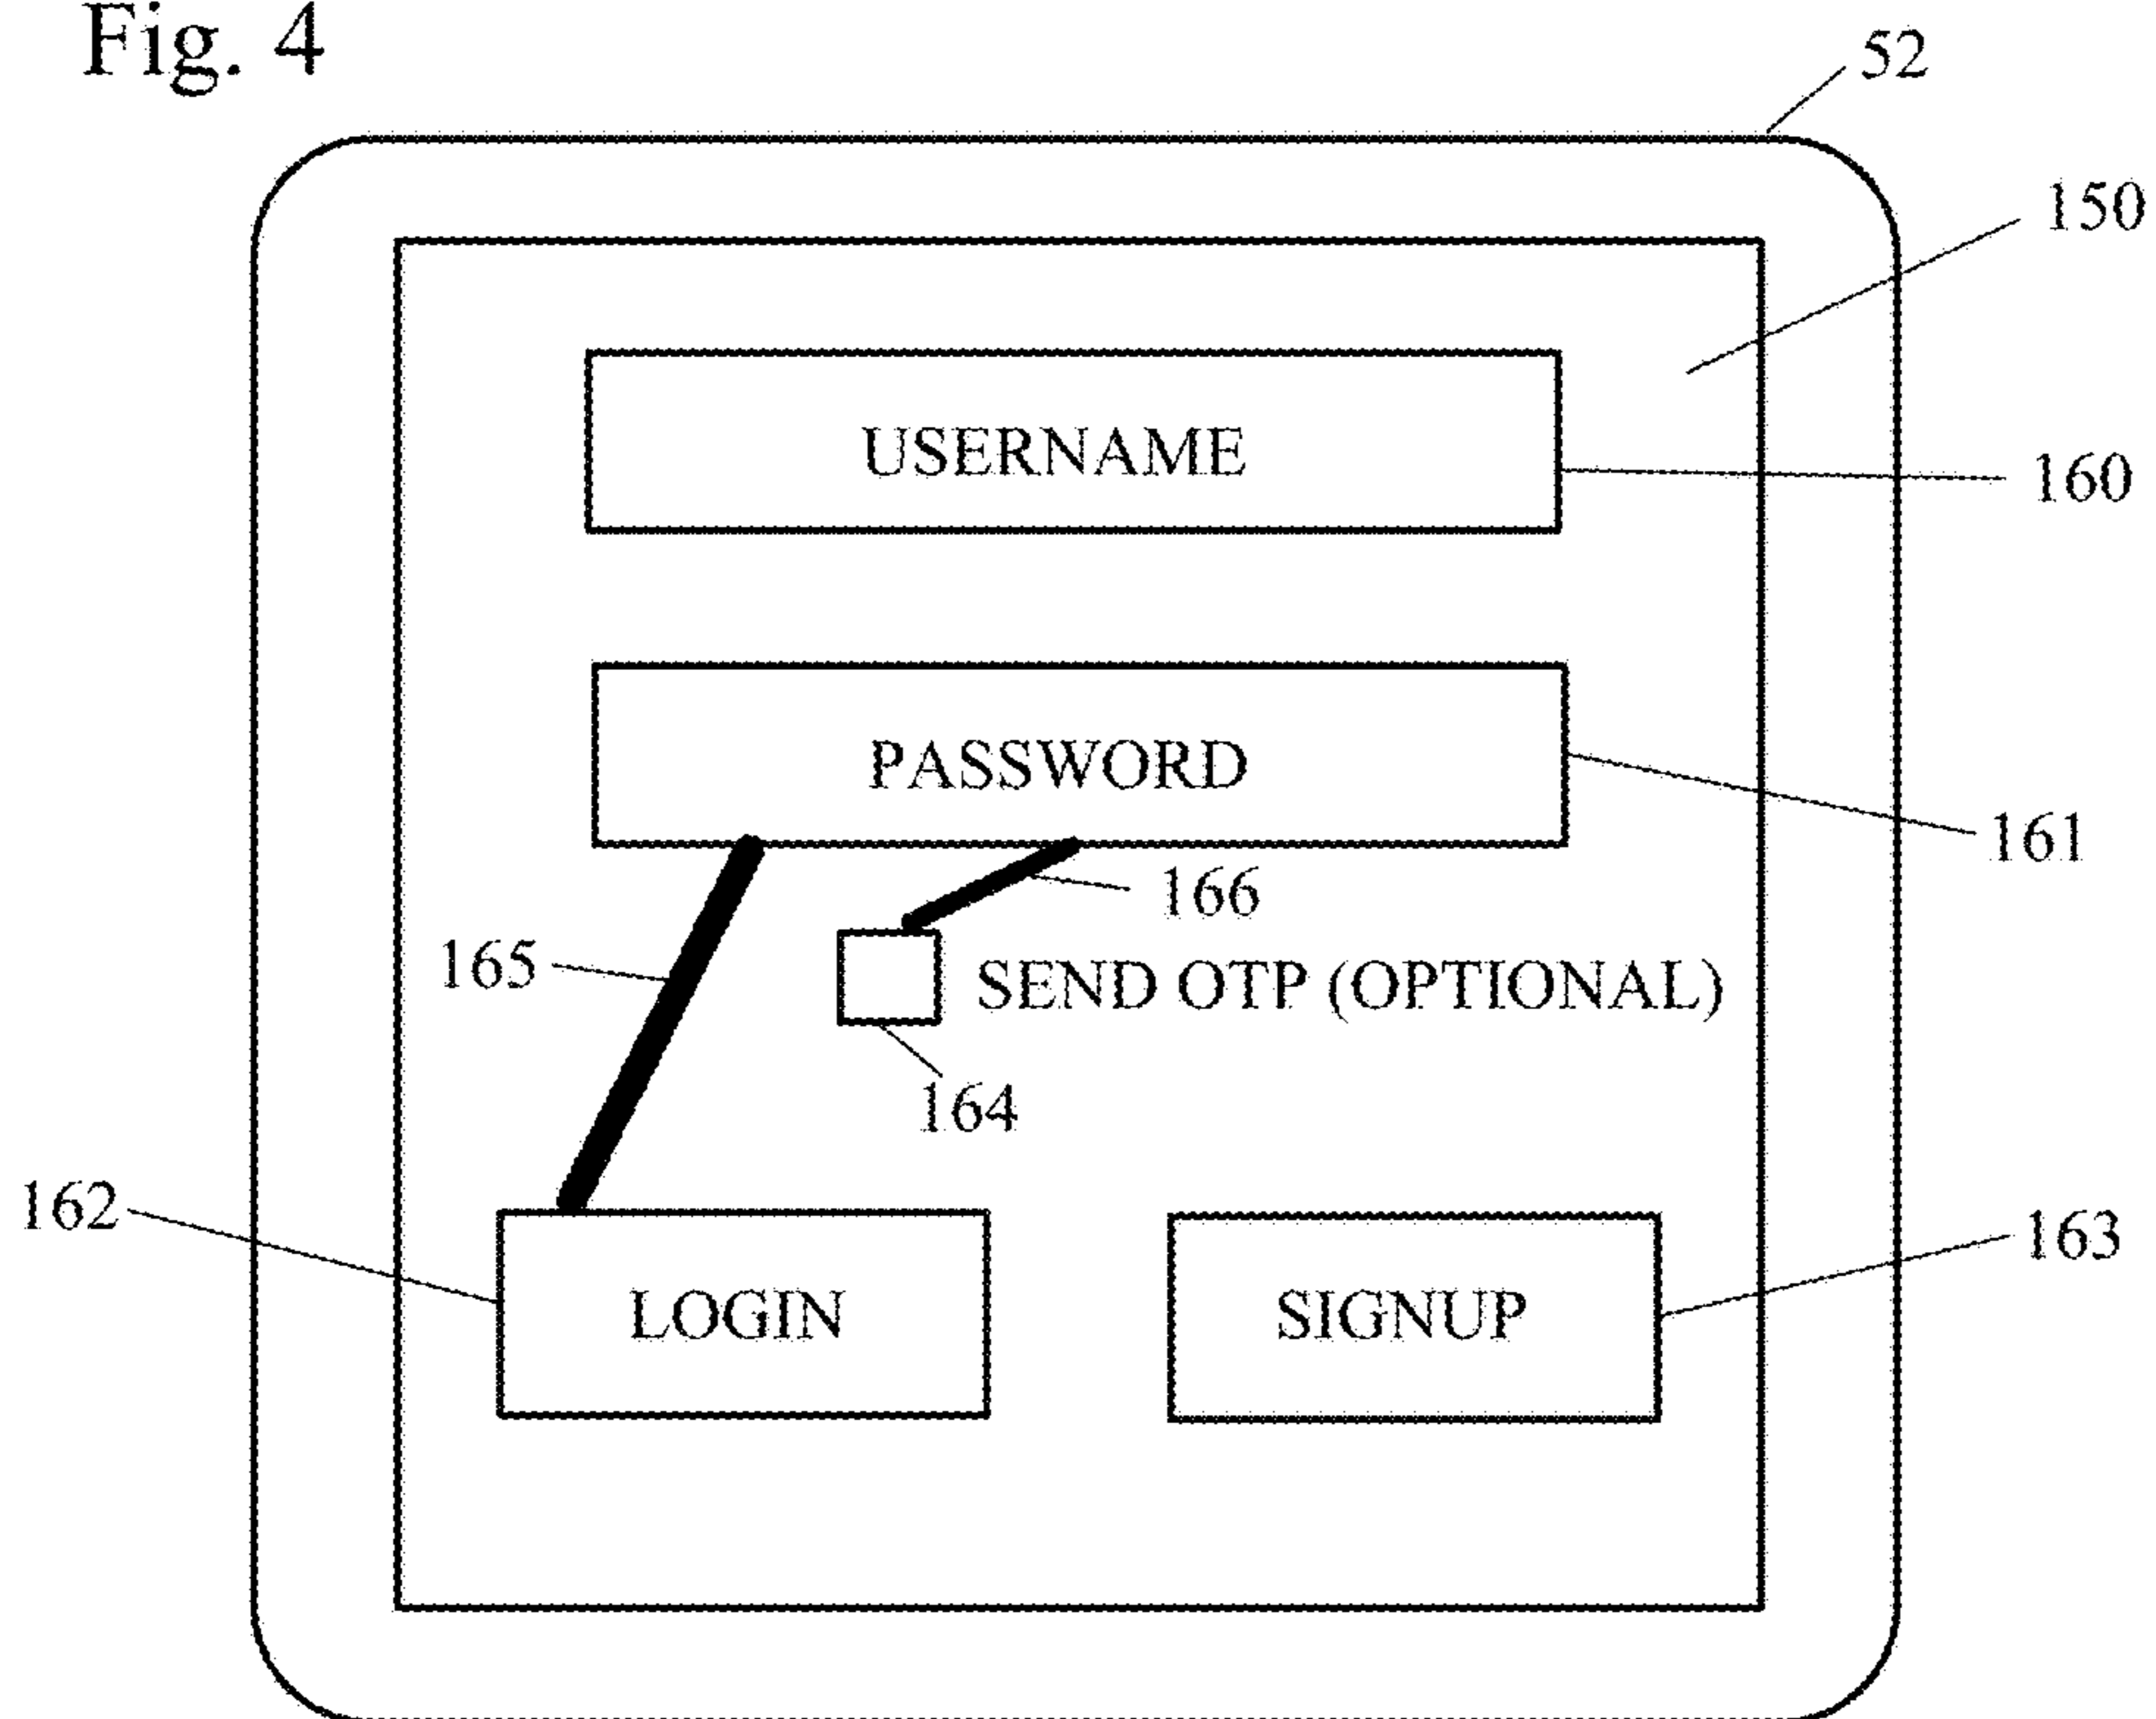 Fig. 4
52
150
USERNAME
160
PASSWORD
161
166
165
SEND OTP (OPTIONAL)
164
162
163
LOGIN
SIGNUP